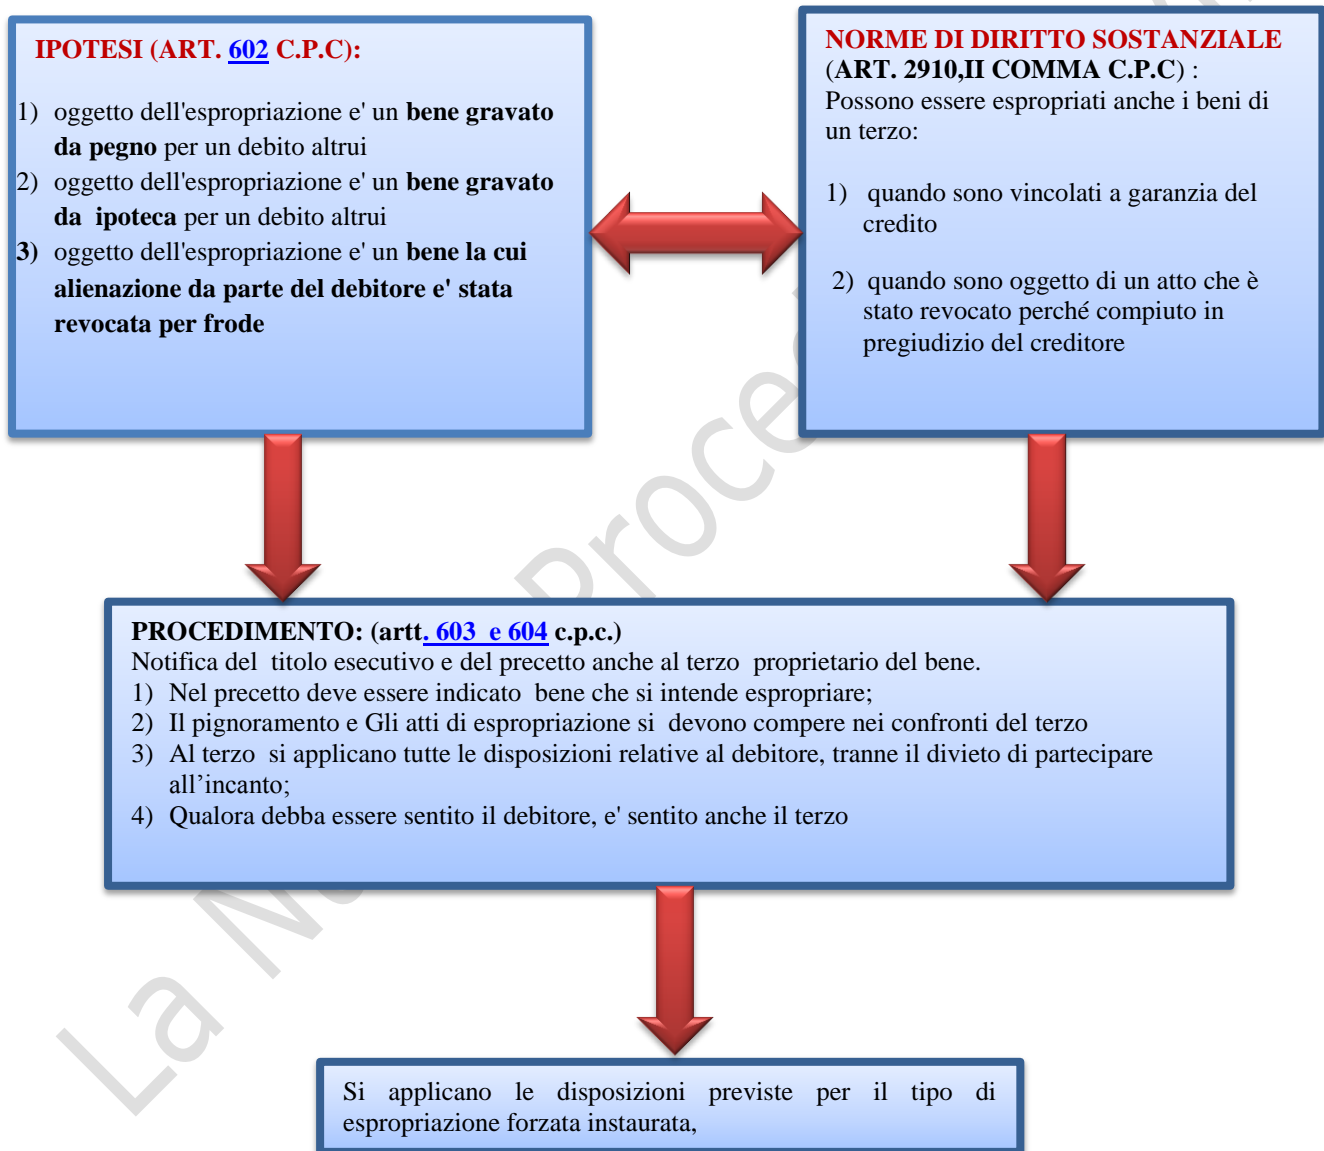 IPOTESI (ART. 602 C.P.C):
1) oggetto dell'espropriazione e' un bene gravato
da pegno per un debito altrui
2) oggetto dell'espropriazione e' un bene gravato
da ipoteca per un debito altrui
3) oggetto dell'espropriazione e' un bene la cui
alienazione da parte del debitore e' stata
revocata per frode
NORME DI DIRITTO SOSTANZIALE
(ART. 2910,II COMMA C.P.C) :
Possono essere espropriati anche i beni di
un terzo:
1) quando sono vincolati a garanzia del
credito
2) quando sono oggetto di un atto che è
stato revocato perché compiuto in
pregiudizio del creditore
PROCEDIMENTO: (artt. 603 e 604 c.p.c.)
Notifica del titolo esecutivo e del precetto anche al terzo proprietario del bene.
1) Nel precetto deve essere indicato bene che si intende espropriare;
2) Il pignoramento e Gli atti di espropriazione si devono compere nei confronti del terzo
3) Al terzo si applicano tutte le disposizioni relative al debitore, tranne il divieto di partecipare
all'incanto;
4) Qualora debba essere sentito il debitore, e' sentito anche il terzo
Si applicano le disposizioni previste per il tipo di
espropriazione forzata instaurata,
La